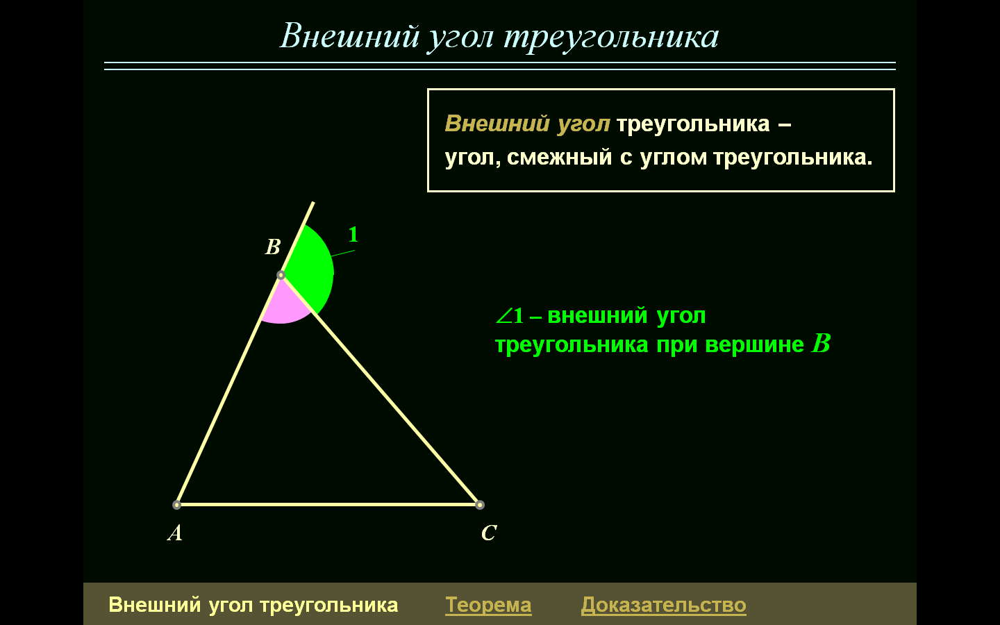 Внешний угол треугольника
Внешний угол треугольника –
угол, смежный с углом треугольника.
1
B
∠1 – внешний угол
треугольника при вершине B
A
C
Внешний угол треугольника Теорема Доказательство